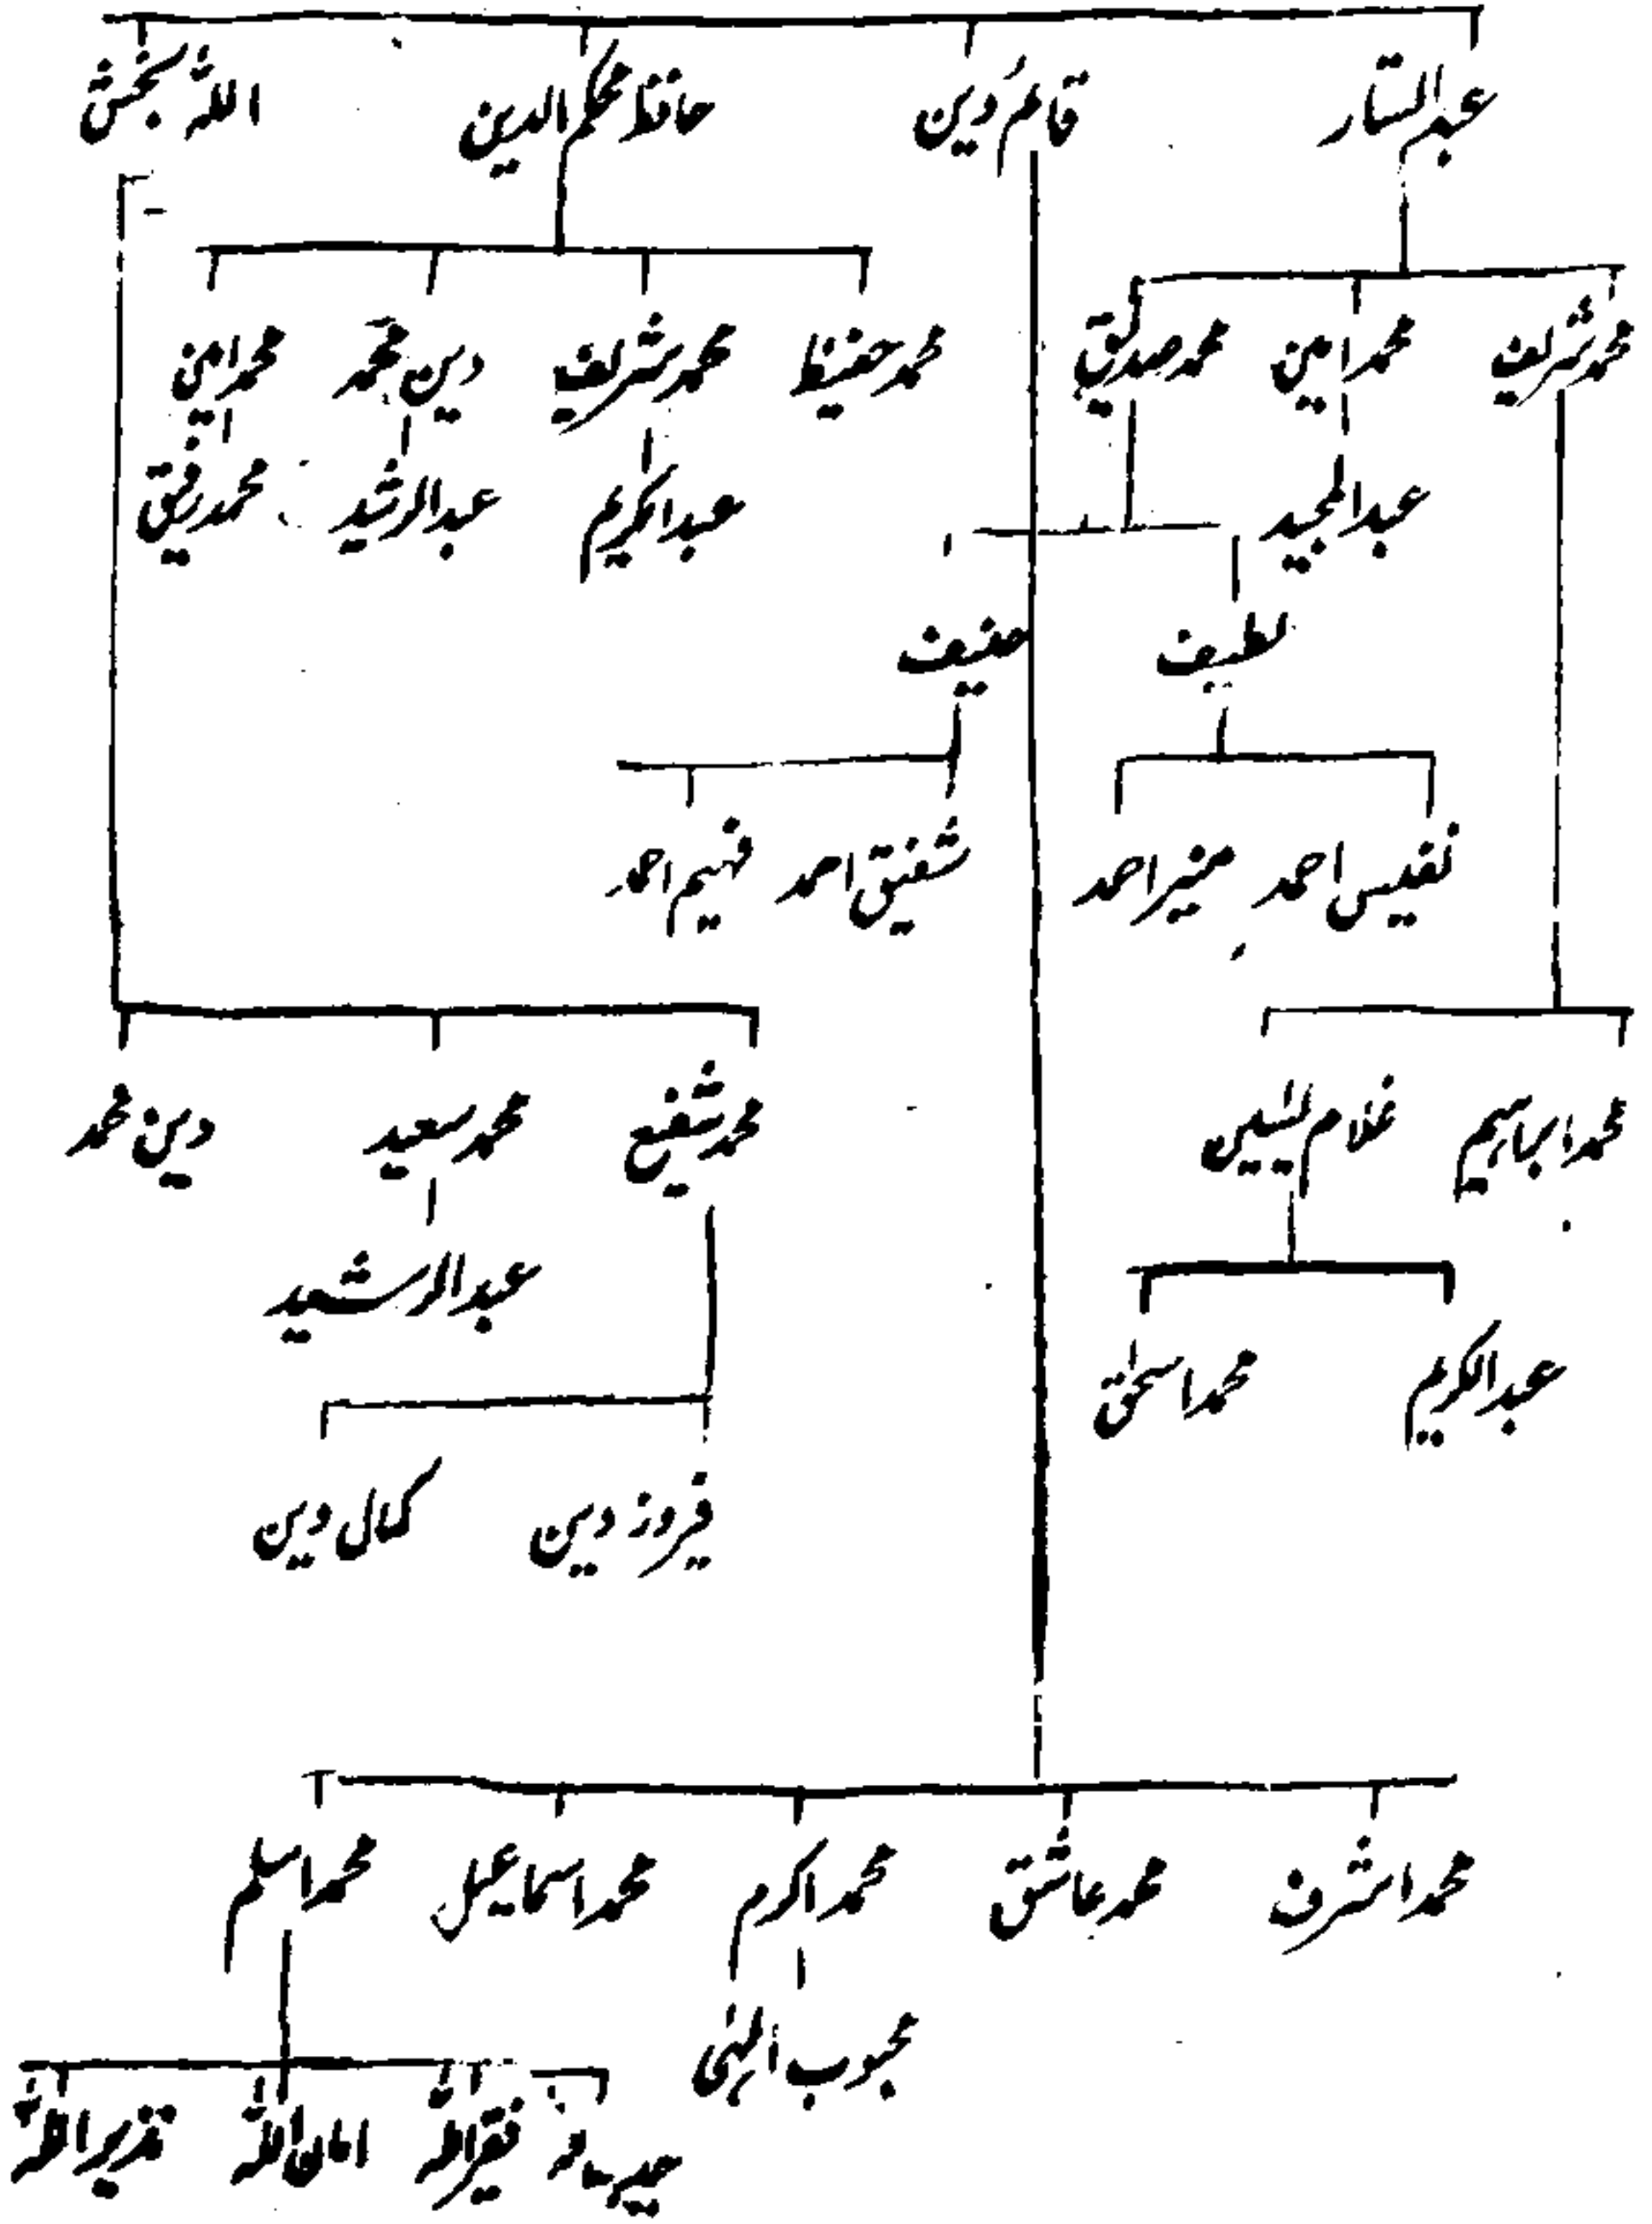 عبدالستار قائم دین حافظ محکم الدین اللہ بخش
محمد شریف محمد امین محمد صدیق محمد حفیظ محمد شریف دین محمد محمد امین
عبدالمجید عبدالکریم عبدالرشید محمد رفیق
لطیف حنیف
نفیس احمد منیر احمد شفیق احمد فہیم احمد
محمد ابراہیم غلام یٰسین محمد شفیع محمد سعید دین محمد
عبدالرشید
عبدالکریم محمد اسحٰق
فیروز دین کمال دین
محمد اشرف محمد عاشق محمد اکرم محمد اسماعیل محمد اسلم
محبوب الٰہی
فقیر اللہ امان اللہ نذیر اللہ